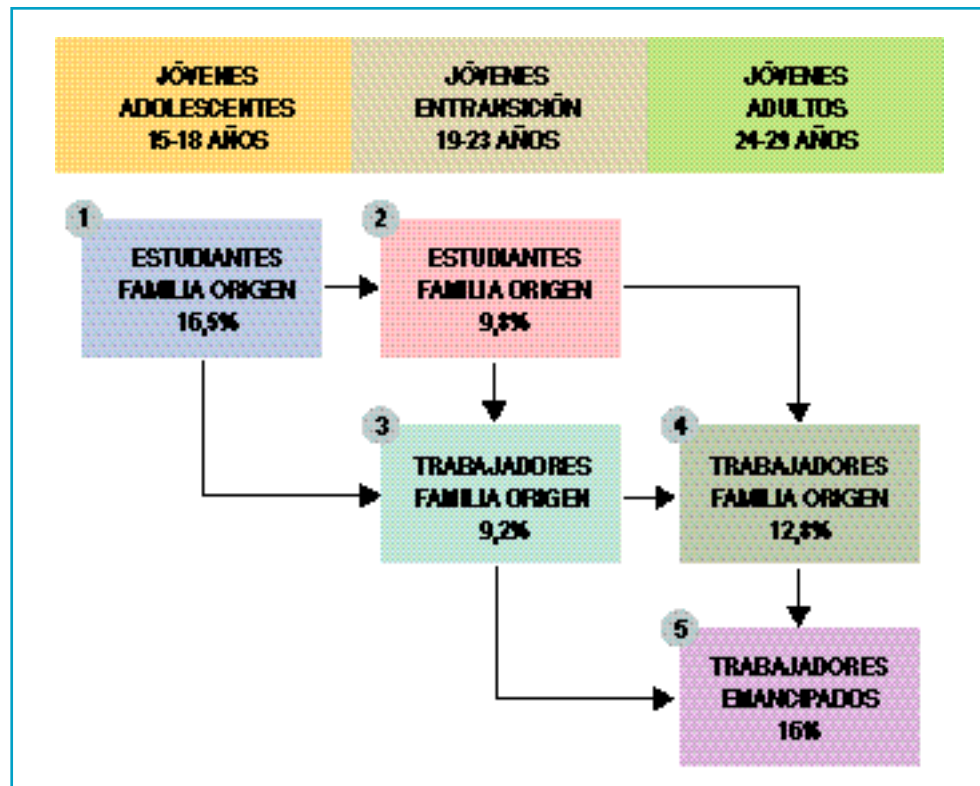 JÓVENES
ADOLESCENTES
15-18 AÑOS
JÓVENES
ENTRANSICIÓN
19-23 AÑOS
JÓVENES
ADULTOS
24-29 AÑOS
1
ESTUDIANTES
FAMILIA ORIGEN
16,5%
2
ESTUDIANTES
FAMILIA ORIGEN
9,8%
3
TRABAJADORES
FAMILIA ORIGEN
9,2%
4
TRABAJADORES
FAMILIA ORIGEN
12,8%
5
TRABAJADORES
EMANCIPADOS
16%